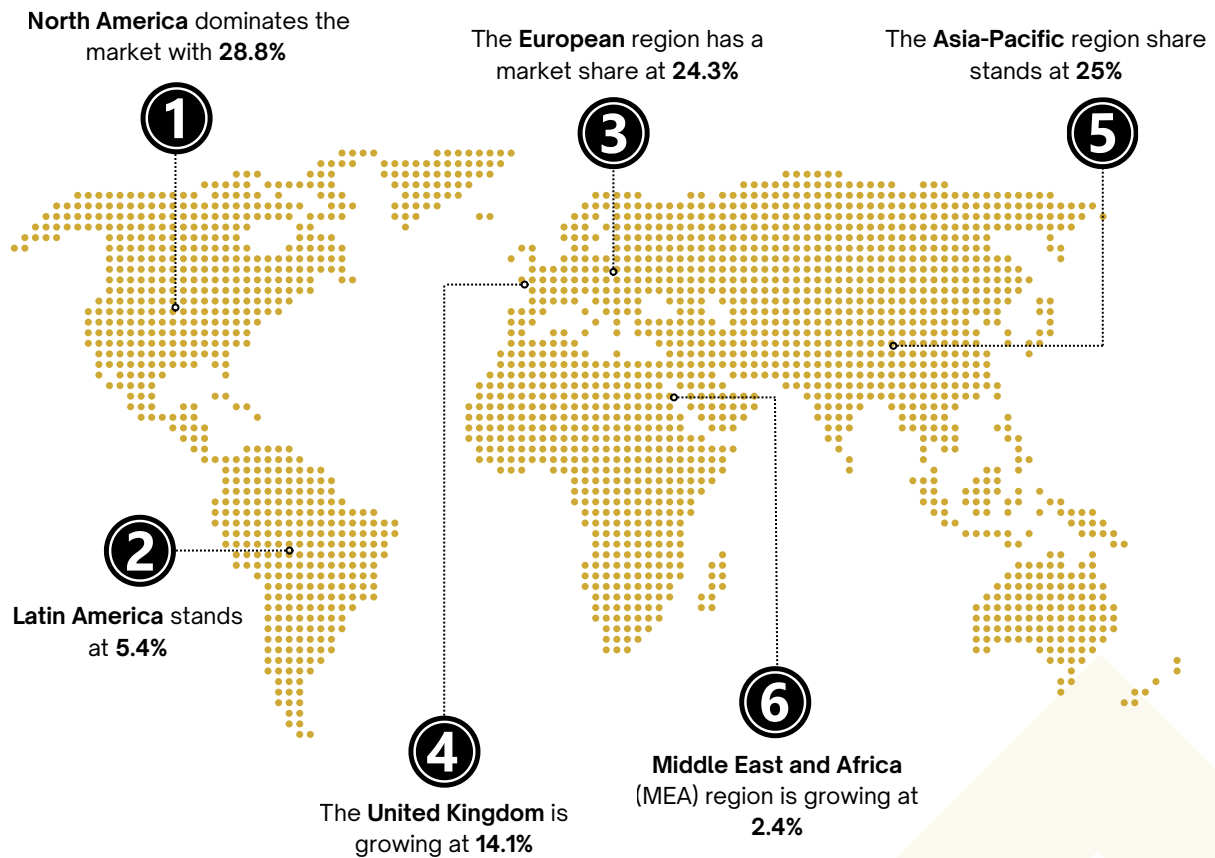 North America dominates the
market with 28.8%
1
The European region has a
market share at 24.3%
3
The Asia-Pacific region share
stands at 25%
5
2
Latin America stands
at 5.4%
4
The United Kingdom is
growing at 14.1%
6
Middle East and Africa
(MEA) region is growing at
2.4%